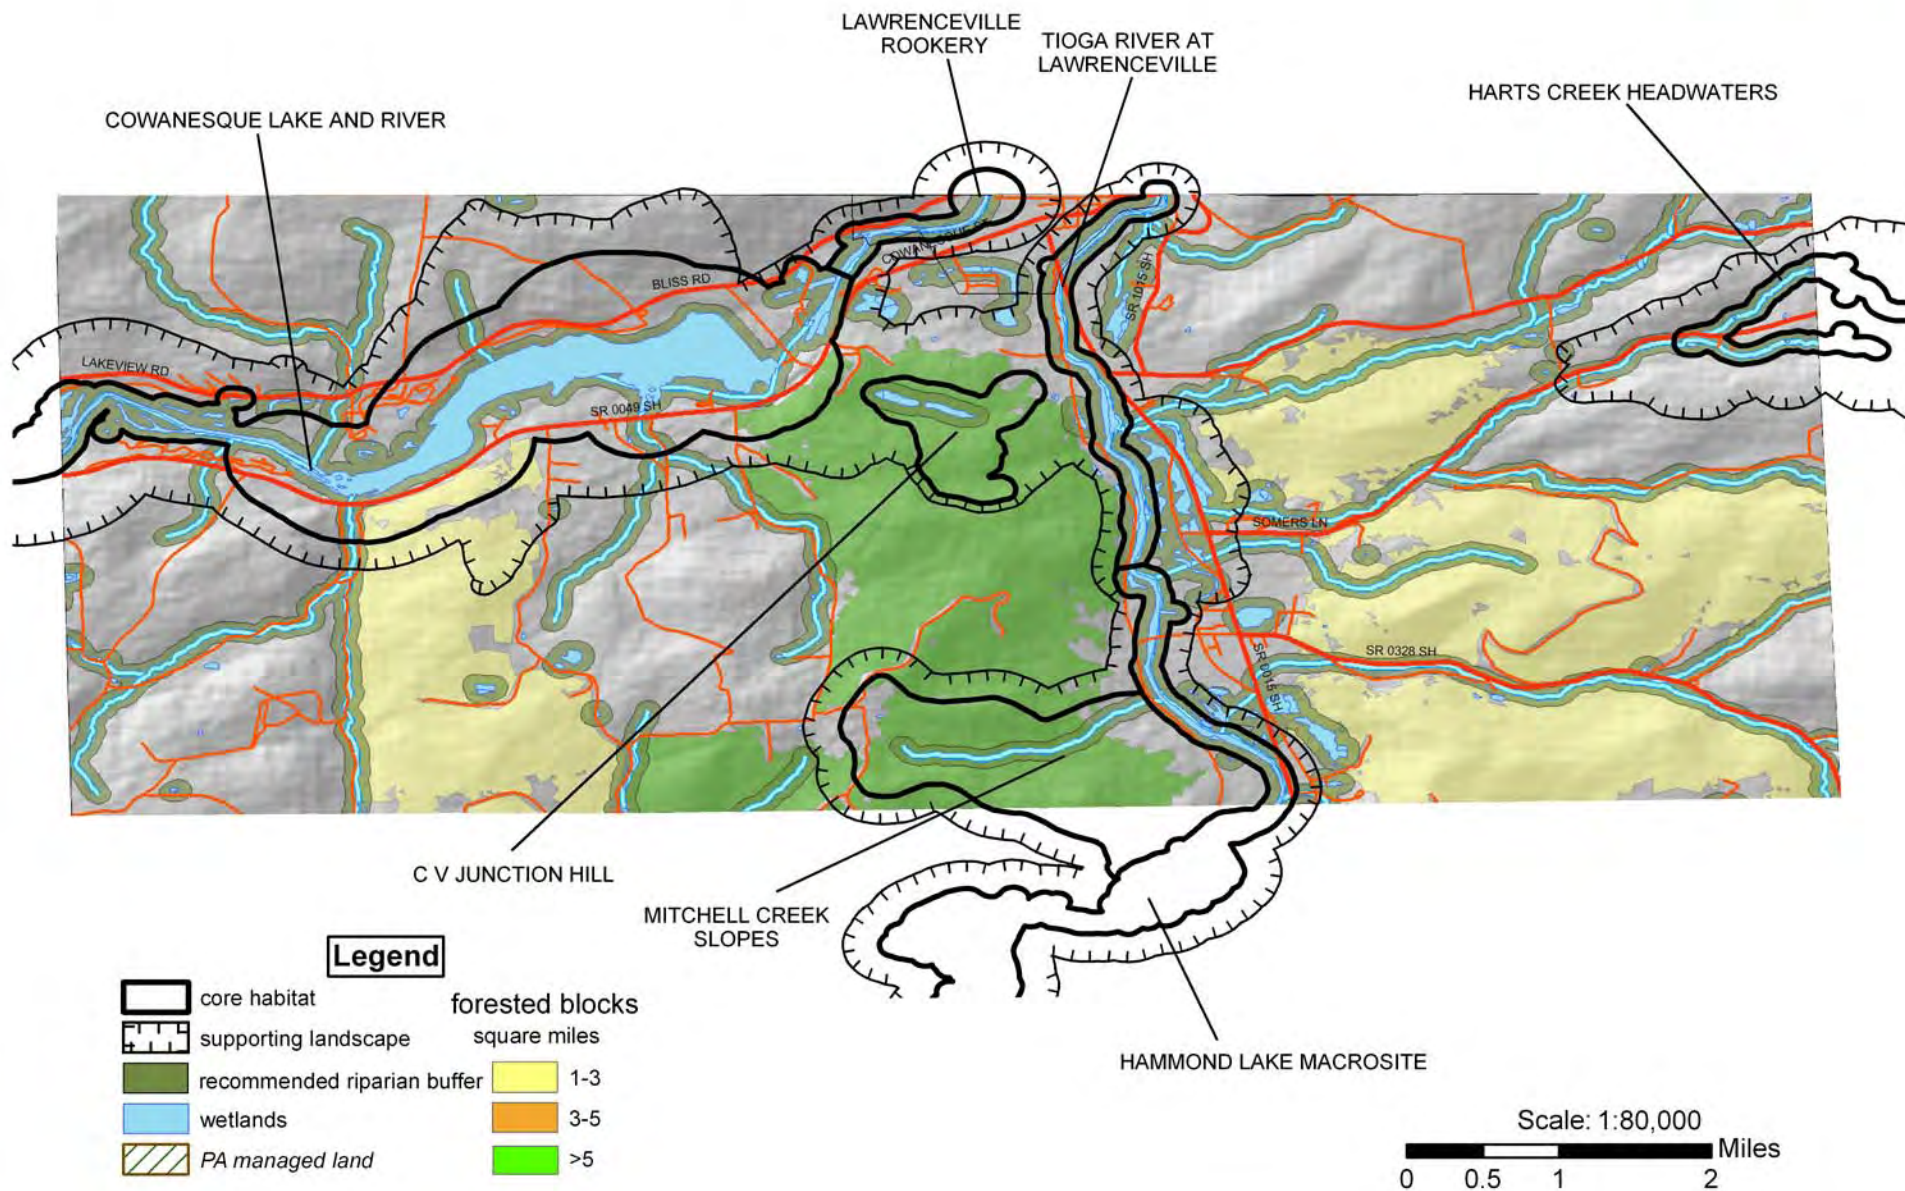 LAWRENCEVILLE
ROOKERY
TIOGA RIVER AT
LAWRENCEVILLE
HARTS CREEK HEADWATERS
COWANESQUE LAKE AND RIVER
BLISS RD
SR 1015 SH
LAKEVIEW RD
SR 0049 SH
SOMERS LN
SR 0328 SH
SR 0015 SH
C V JUNCTION HILL
MITCHELL CREEK
SLOPES
HAMMOND LAKE MACROSITE
Legend
core habitat
supporting landscape
recommended riparian buffer
wetlands
PA managed land
forested blocks
square miles
1-3
3-5
>5
Scale: 1:80,000
Miles
0 0.5 1 2